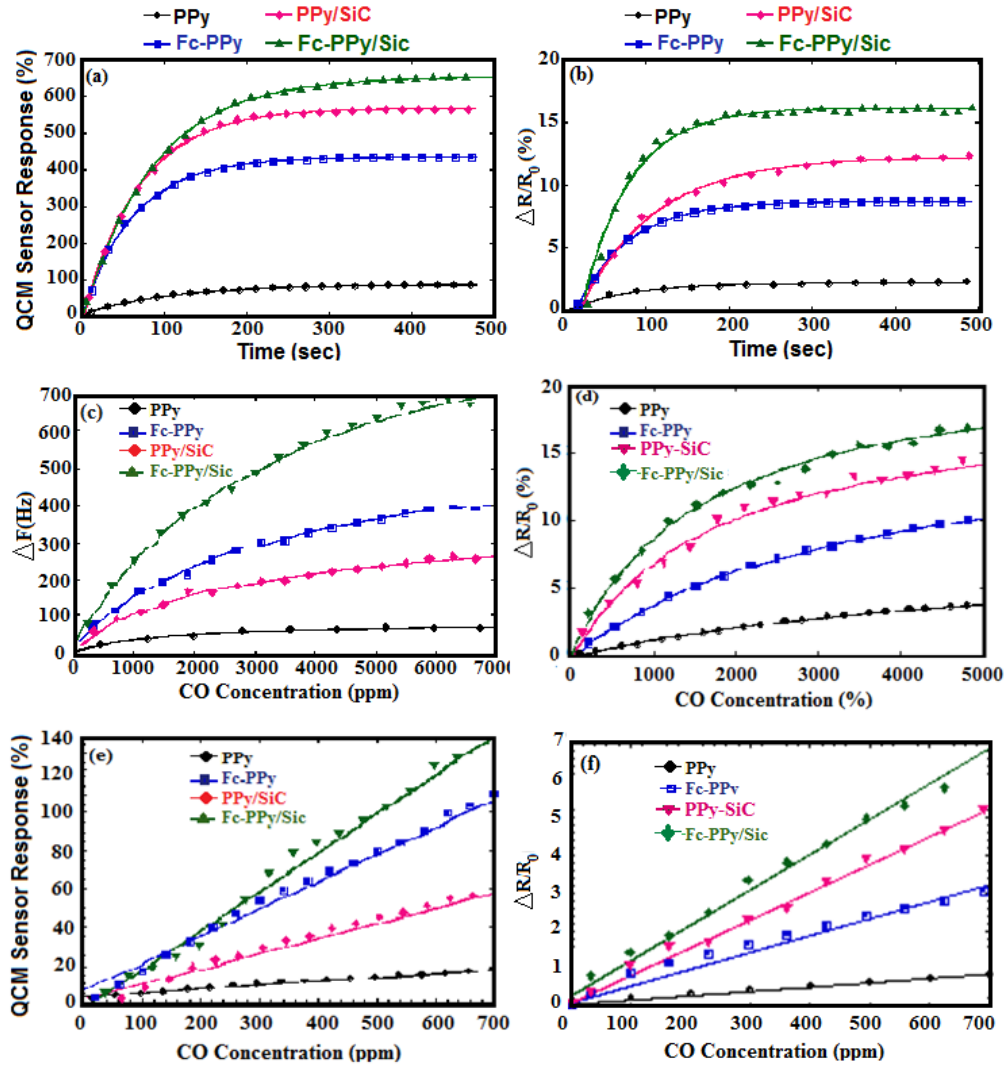 PPy PPy/SiC
Fc-PPy Fc-PPy/Sic
(a)
QCM Sensor Response (%)
700
600
500
400
300
200
100
0
0 100 200 300 400 500
Time (sec)
PPy PPy/SiC
Fc-PPy Fc-PPy/Sic
(b)
△R/R0 (%)
20
15
10
5
0
0 100 200 300 400 500
Time (sec)
(c)
PPy
Fc-PPy
PPy/SiC
Fc-PPy/Sic
△F(Hz)
700
600
500
400
300
200
100
0
0 1000 2000 3000 4000 5000 6000 7000
CO Concentration (ppm)
(d)
PPy
Fc-PPy
PPy-SiC
Fc-PPy/Sic
△R/R0 (%)
20
15
10
5
0
0 1000 2000 3000 4000 5000
CO Concentration (%)
(e)
PPy
Fc-PPy
PPy/SiC
Fc-PPy/Sic
QCM Sensor Response (%)
140
120
100
80
60
40
20
0
0 100 200 300 400 500 600 700
CO Concentration (ppm)
(f)
PPy
Fc-PPy
PPy-SiC
Fc-PPy/Sic
△R/R0
7
6
5
4
3
2
1
0
0 100 200 300 400 500 600 700
CO Concentration (ppm)